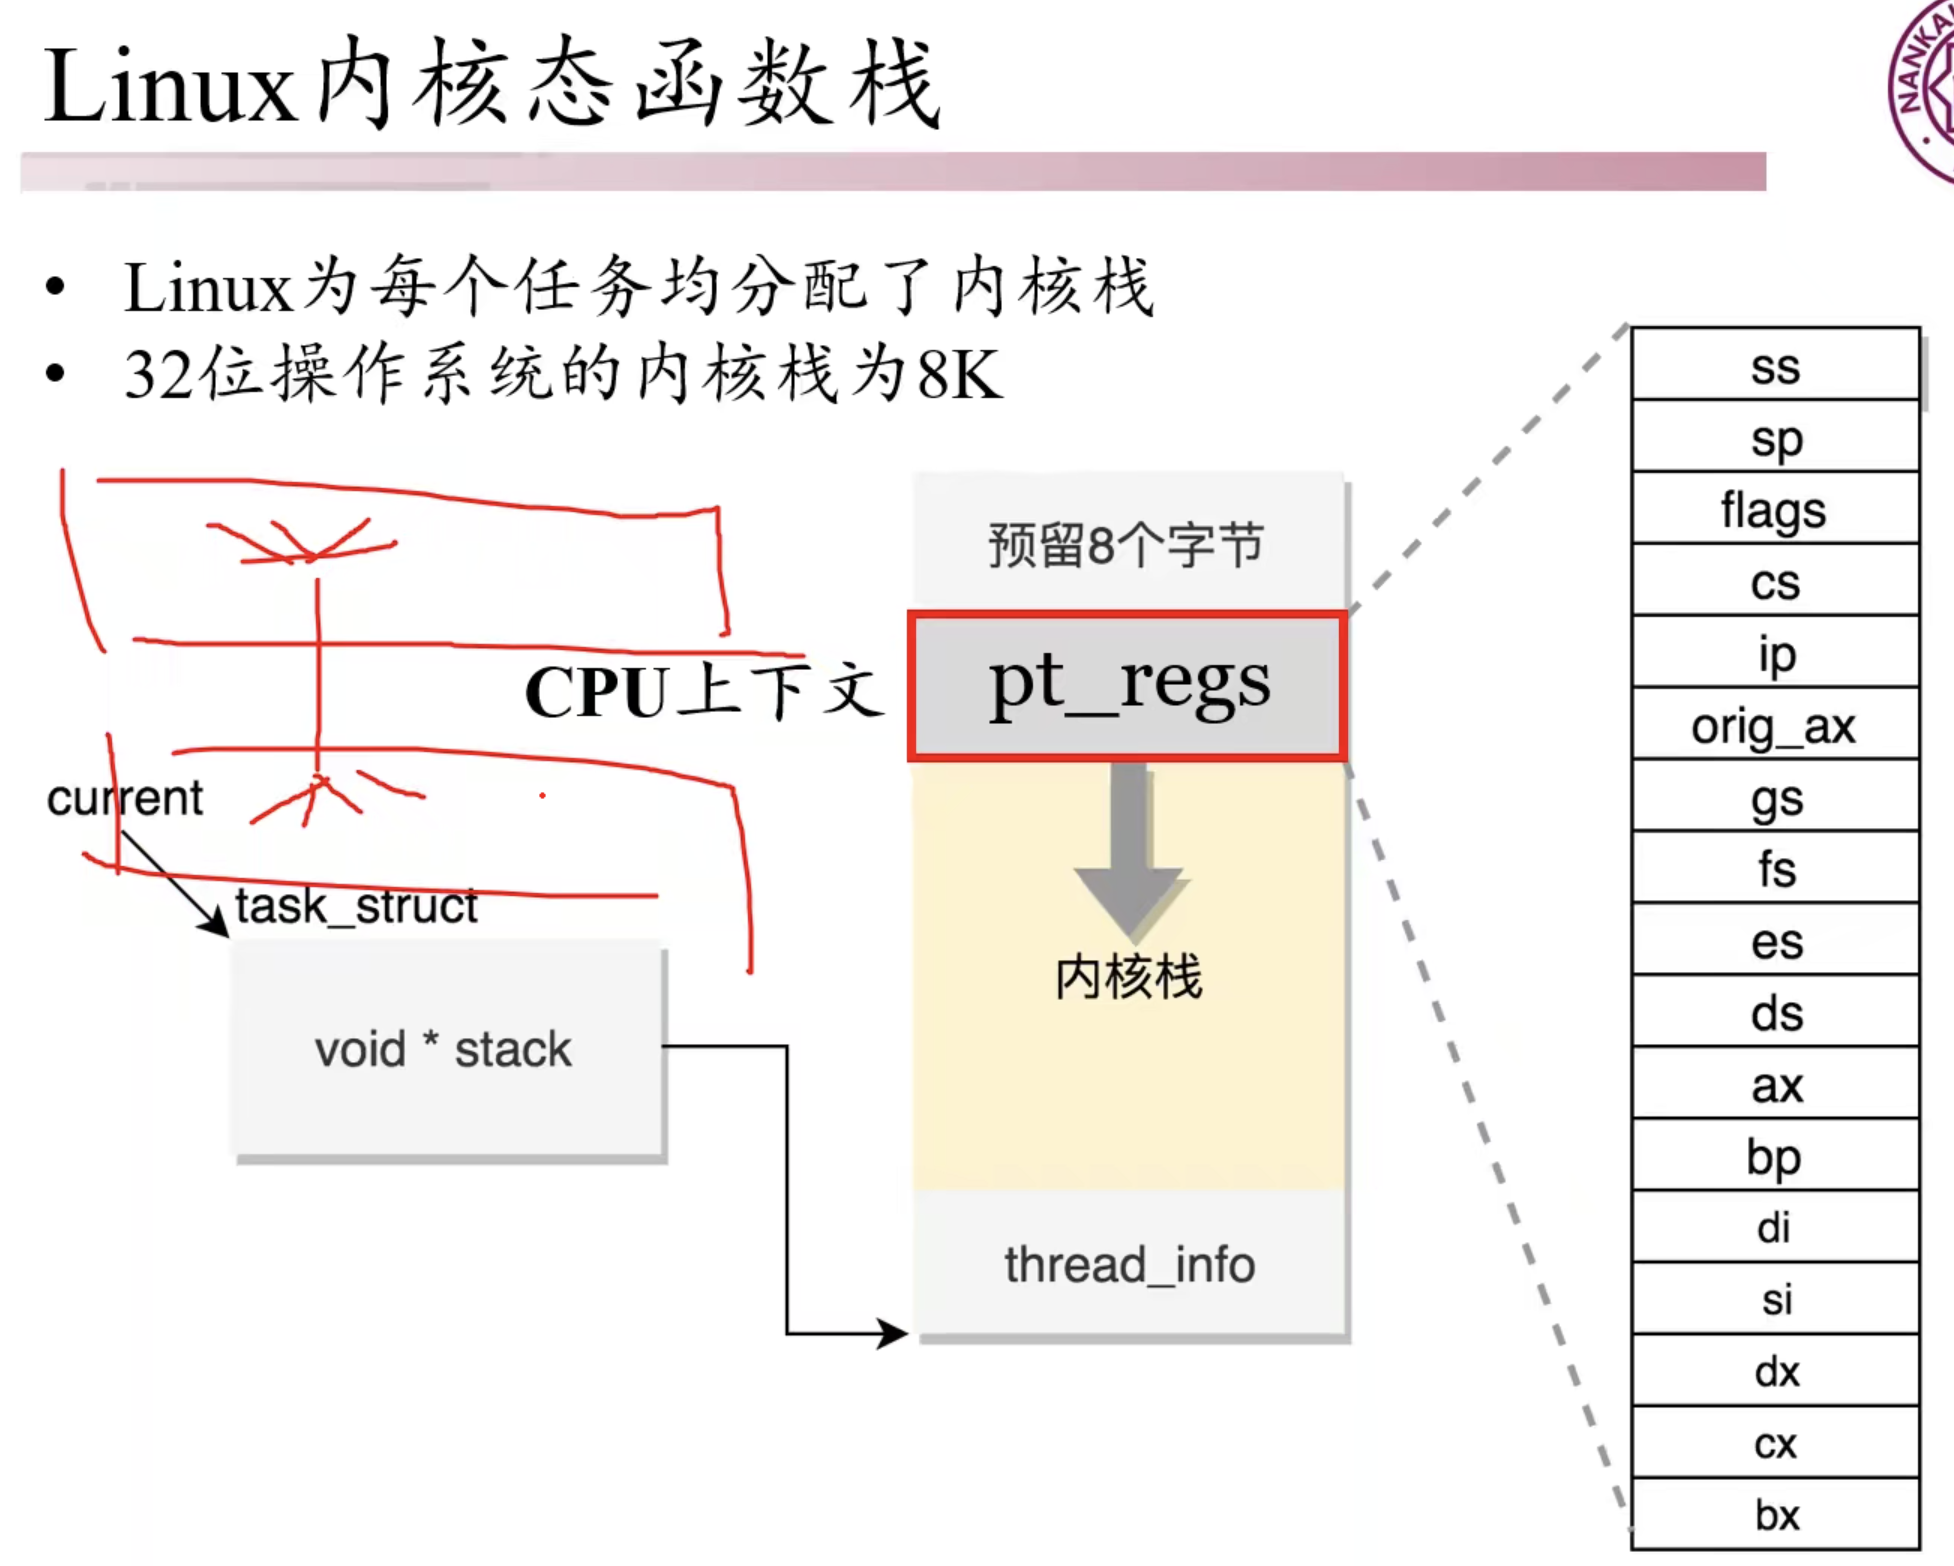 Linux内核态函数栈
NANKAI
• Linux为每个任务均分配了内核栈
• 32位操作系统的内核栈为8K
预留8个字节
CPU上下文
pt_regs
current
task_struct
void * stack
内核栈
thread_info
ss
sp
flags
cs
ip
orig_ax
gs
fs
es
ds
ax
bp
di
si
dx
cx
bx